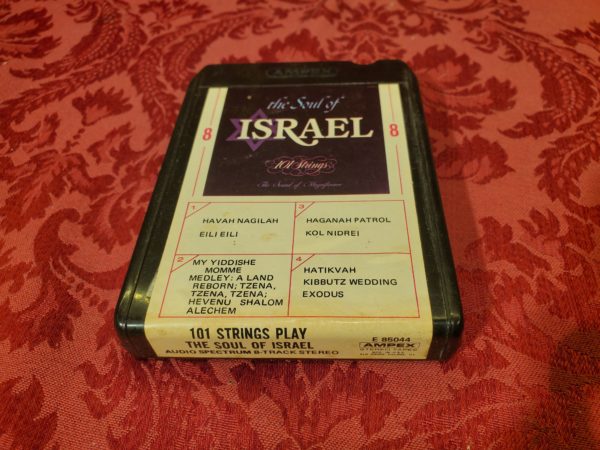 AMPEX
the Soul of
ISRAEL
8
8
101 Strings
The Sound of Magnificence
1
HAVAH NAGILAH
EILI EILI
3
HAGANAH PATROL
KOL NIDREI
2
MY YIDDISHE
MOMME
MEDLEY: A LAND
REBORN; TZENA,
TZENA, TZENA;
HEVENU SHALOM
ALECHEM
4
HATIKVAH
KIBBUTZ WEDDING
EXODUS
101 STRINGS PLAY
THE SOUL OF ISRAEL
AUDIO SPECTRUM 8-TRACK STEREO
E 85044
AMPEX